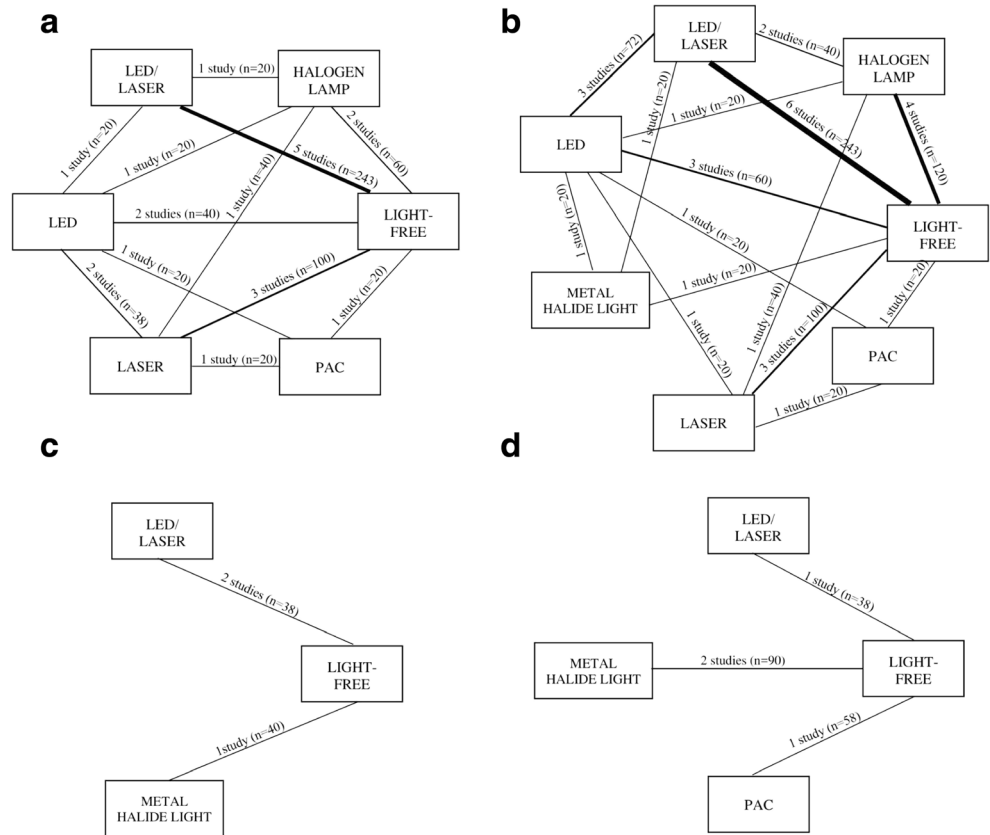 a
LED/
LASER
1 study (n=20)
HALOGEN
LAMP
1 study (n=20)
1 study (n=20)
5 studies (n=243)
2 studies (n=60)
1 study (n=40)
LED
2 studies (n=40)
LIGHT-
FREE
2 studies (n=38)
1 study (n=20)
3 studies (n=100)
1 study (n=20)
LASER
1 study (n=20)
PAC
b
LED/
LASER
2 studies (n=40)
HALOGEN
LAMP
3 studies (n=72)
1 study (n=20)
1 study (n=20)
6 studies (n=243)
4 studies (n=120)
LED
3 studies (n=60)
LIGHT-
FREE
1 study (n=20)
1 study (n=20)
METAL
HALIDE LIGHT
1 study (n=20)
1 study (n=20)
1 study (n=40)
3 studies (n=100)
1 study (n=20)
PAC
LASER
1 study (n=20)
c
LED/
LASER
2 studies (n=38)
LIGHT-
FREE
1study (n=40)
METAL
HALIDE LIGHT
d
LED/
LASER
1 study (n=38)
METAL
HALIDE LIGHT
2 studies (n=90)
LIGHT-
FREE
1 study (n=58)
PAC